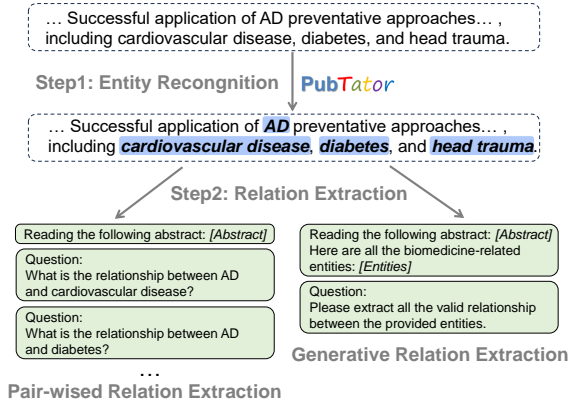 ... Successful application of AD preventative approaches... ,
including cardiovascular disease, diabetes, and head trauma.
Step1: Entity Recongnition
PubTator
... Successful application of AD preventative approaches... ,
including cardiovascular disease, diabetes, and head trauma.
Step2: Relation Extraction
Reading the following abstract: [Abstract]
Question:
What is the relationship between AD
and cardiovascular disease?
Question:
What is the relationship between AD
and diabetes?
...
Pair-wised Relation Extraction
Reading the following abstract: [Abstract]
Here are all the biomedicine-related
entities: [Entities]
Question:
Please extract all the valid relationship
between the provided entities.
Generative Relation Extraction